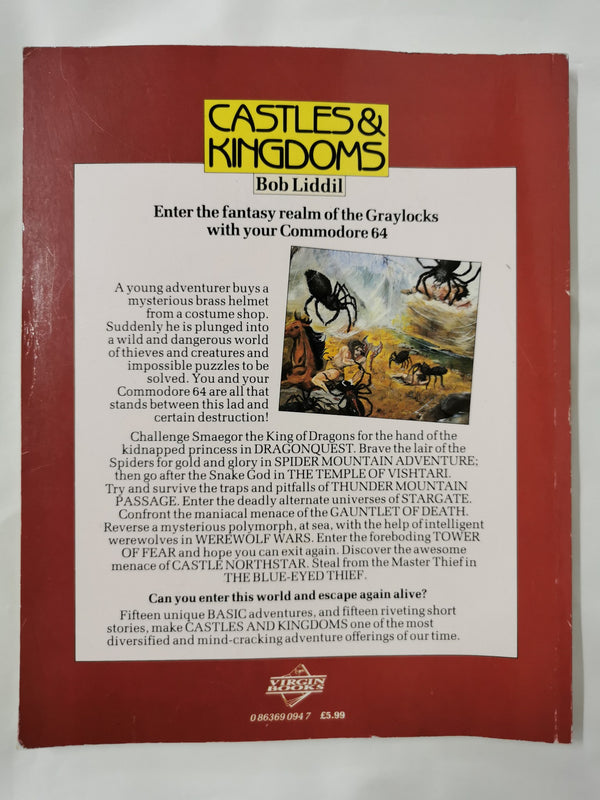 CASTLES &
KINGDOMS
Bob Liddil
Enter the fantasy realm of the Graylocks
with your Commodore 64
A young adventurer buys a
mysterious brass helmet
from a costume shop.
Suddenly he is plunged into
a wild and dangerous world
of thieves and creatures and
impossible puzzles to be
solved. You and your
Commodore 64 are all that
stands between this lad and
certain destruction!
Challenge Smaegor the King of Dragons for the hand of the
kidnapped princess in DRAGONQUEST. Brave the lair of the
Spiders for gold and glory in SPIDER MOUNTAIN ADVENTURE;
then go after the Snake God in THE TEMPLE OF VISHTARI.
Try and survive the traps and pitfalls of THUNDER MOUNTAIN
PASSAGE. Enter the deadly alternate universes of STARGATE.
Confront the maniacal menace of the GAUNTLET OF DEATH.
Reverse a mysterious polymorph, at sea, with the help of intelligent
werewolves in WEREWOLF WARS. Enter the foreboding TOWER
OF FEAR and hope you can exit again. Discover the awesome
menace of CASTLE NORTHSTAR. Steal from the Master Thief in
THE BLUE-EYED THIEF.
Can you enter this world and escape again alive?
Fifteen unique BASIC adventures, and fifteen riveting short
stories, make CASTLES AND KINGDOMS one of the most
diversified and mind-cracking adventure offerings of our time.
VIRGIN
BOOKS
0 86369 094 7 £5.99